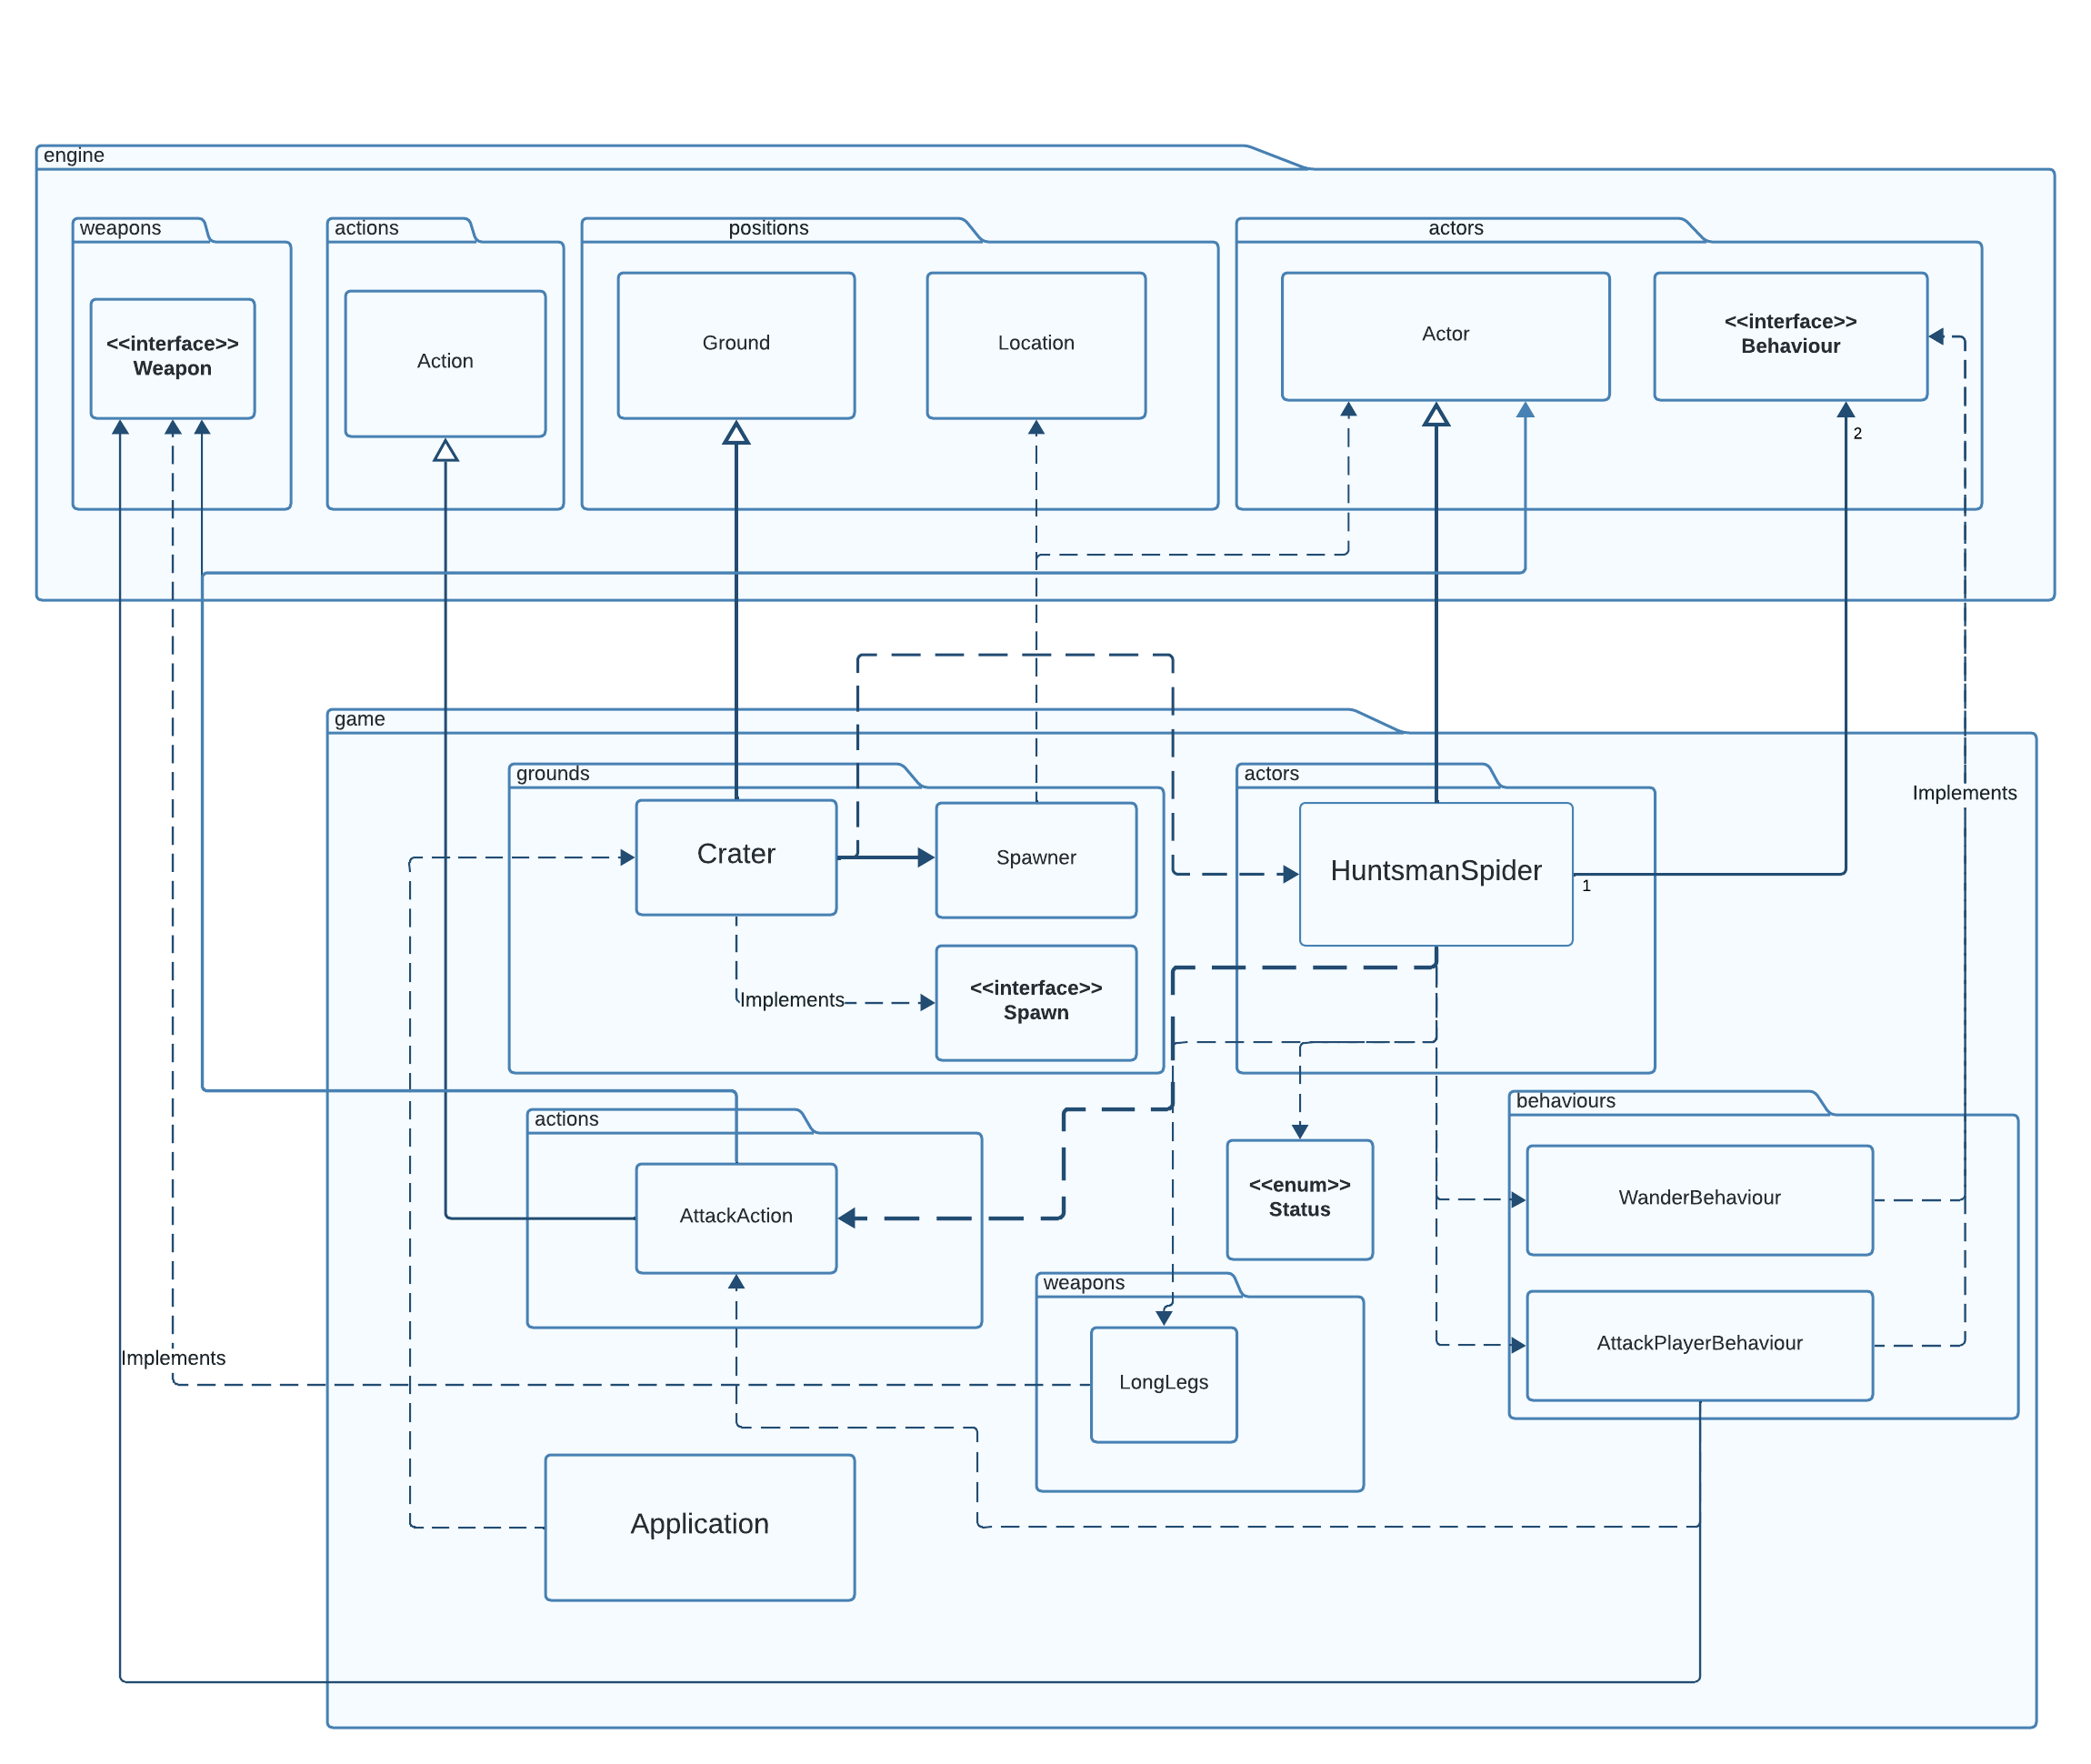 engine
weapons
actions
positions
actors
<<interface>>
Weapon
Action
Ground
Location
Actor
<<interface>>
Behaviour
2
game
grounds
actors
Implements
Crater
Spawner
HuntsmanSpider
1
Implements
<<interface>>
Spawn
actions
behaviours
AttackAction
<<enum>>
Status
WanderBehaviour
weapons
Implements
LongLegs
AttackPlayerBehaviour
Application